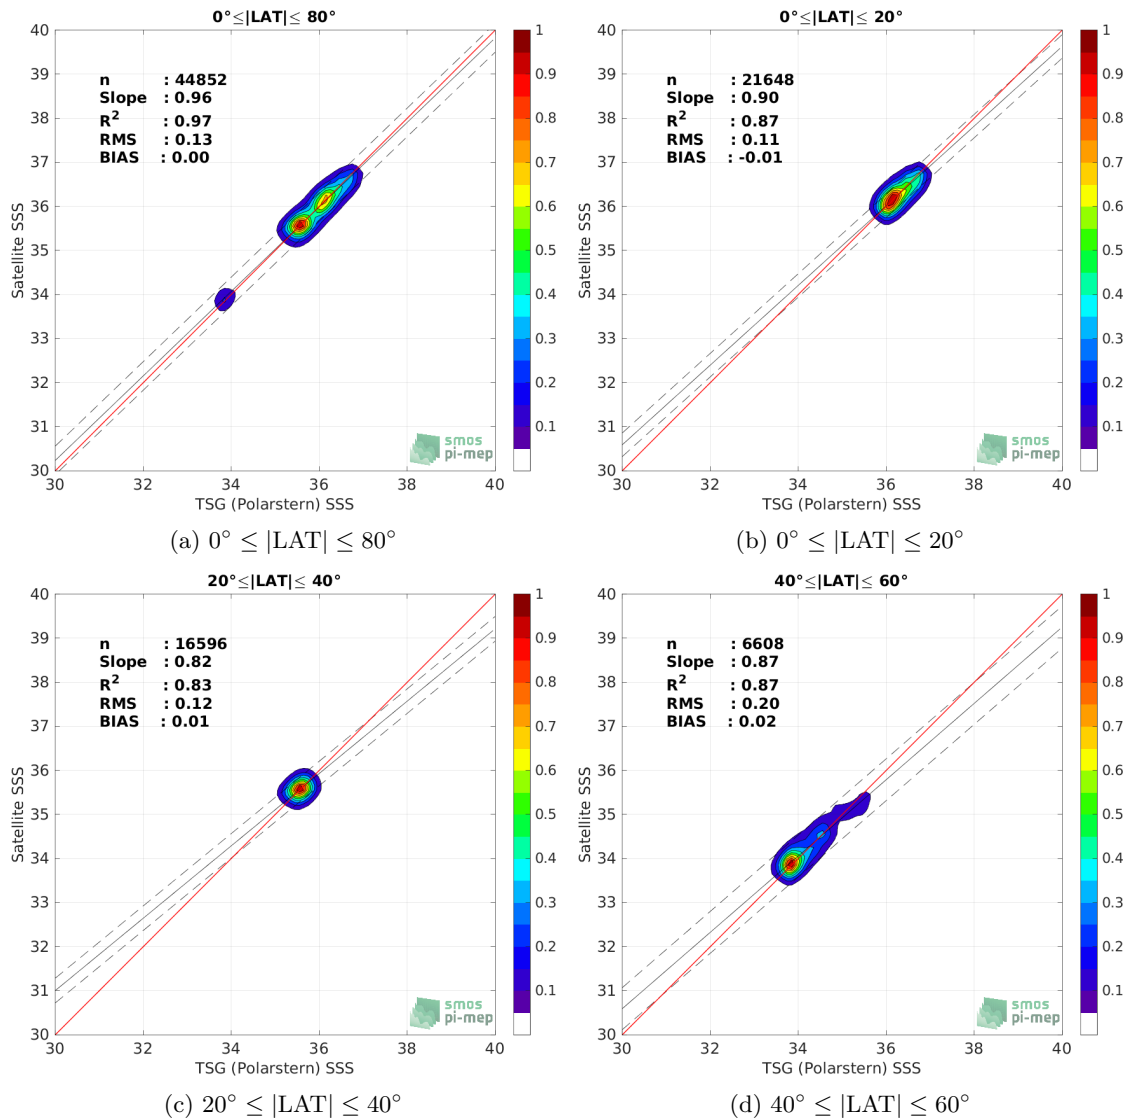 0°≤|LAT|≤ 80°
40
39
38
37
36
35
34
33
32
31
30
Satellite SSS
n : 44852
Slope : 0.96
R² : 0.97
RMS : 0.13
BIAS : 0.00
smos
pi-mep
30 32 34 36 38 40
TSG (Polarstern) SSS
1
0.9
0.8
0.7
0.6
0.5
0.4
0.3
0.2
0.1
(a) 0° ≤ |LAT| ≤ 80°
0°≤|LAT|≤ 20°
40
39
38
37
36
35
34
33
32
31
30
Satellite SSS
n : 21648
Slope : 0.90
R² : 0.87
RMS : 0.11
BIAS : -0.01
smos
pi-mep
30 32 34 36 38 40
TSG (Polarstern) SSS
1
0.9
0.8
0.7
0.6
0.5
0.4
0.3
0.2
0.1
(b) 0° ≤ |LAT| ≤ 20°
20°≤|LAT|≤ 40°
40
39
38
37
36
35
34
33
32
31
30
Satellite SSS
n : 16596
Slope : 0.82
R² : 0.83
RMS : 0.12
BIAS : 0.01
smos
pi-mep
30 32 34 36 38 40
TSG (Polarstern) SSS
1
0.9
0.8
0.7
0.6
0.5
0.4
0.3
0.2
0.1
(c) 20° ≤ |LAT| ≤ 40°
40°≤|LAT|≤ 60°
40
39
38
37
36
35
34
33
32
31
30
Satellite SSS
n : 6608
Slope : 0.87
R² : 0.87
RMS : 0.20
BIAS : 0.02
smos
pi-mep
30 32 34 36 38 40
TSG (Polarstern) SSS
1
0.9
0.8
0.7
0.6
0.5
0.4
0.3
0.2
0.1
(d) 40° ≤ |LAT| ≤ 60°